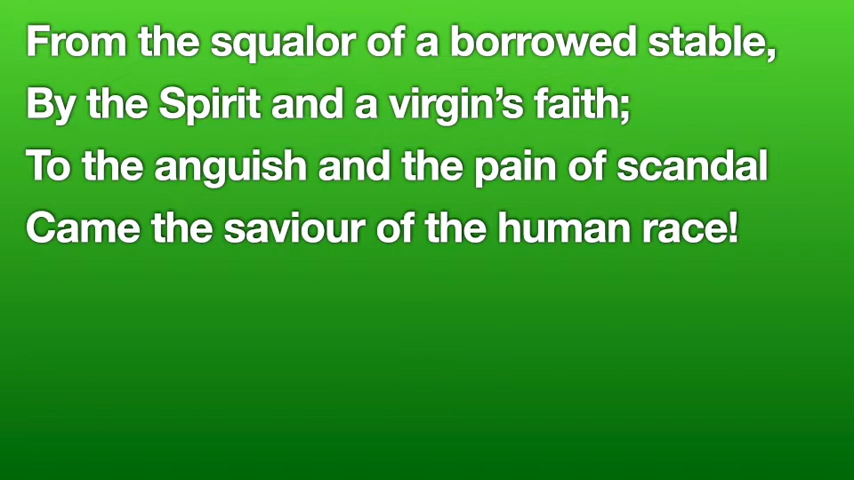 From the squalor of a borrowed stable,
By the Spirit and a virgin’s faith;
To the anguish and the pain of scandal
Came the saviour of the human race!